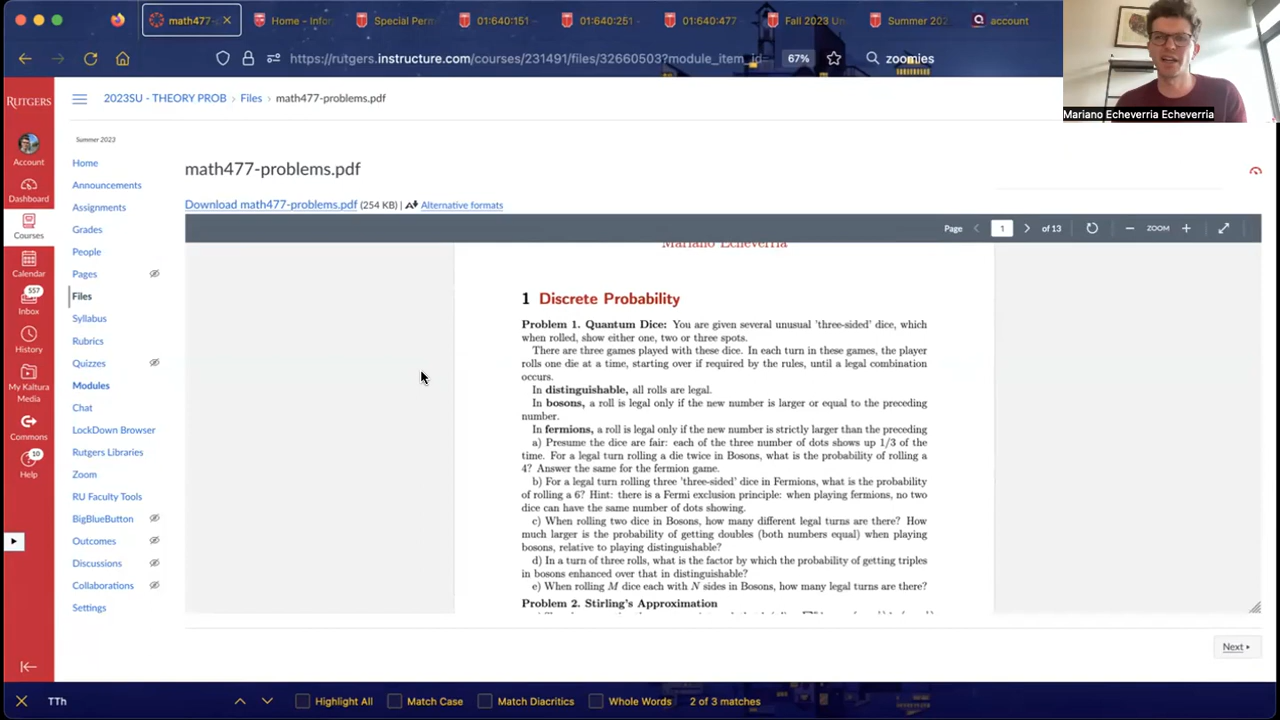 math477-
Home - Infor
Special Perm
01:640:151 -
01:640:251 -
01:640:477
Fall 2023 Un
Summer 202
account
https://rutgers.instructure.com/courses/231491/files/32660503?module_item_id=
67%
zoomies
Mariano Echeverria Echeverria
RUTGERS
Account
Dashboard
Courses
Calendar
557
Inbox
History
My Kaltura
Media
Commons
10
Help
2023SU - THEORY PROB > Files > math477-problems.pdf
Summer 2023
Home
Announcements
Assignments
Grades
People
Pages
Files
Syllabus
Rubrics
Quizzes
Modules
Chat
LockDown Browser
Rutgers Libraries
Zoom
RU Faculty Tools
BigBlueButton
Outcomes
Discussions
Collaborations
Settings
math477-problems.pdf
Download math477-problems.pdf (254 KB) | Alternative formats
Page < 1 > of 13 ZOOM
Mariano Echeverria
1 Discrete Probability
Problem 1. Quantum Dice: You are given several unusual 'three-sided' dice, which
when rolled, show either one, two or three spots.
There are three games played with these dice. In each turn in these games, the player
rolls one die at a time, starting over if required by the rules, until a legal combination
occurs.
In distinguishable, all rolls are legal.
In bosons, a roll is legal only if the new number is larger or equal to the preceding
number.
In fermions, a roll is legal only if the new number is strictly larger than the preceding
a) Presume the dice are fair: each of the three number of dots shows up 1/3 of the
time. For a legal turn rolling a die twice in Bosons, what is the probability of rolling a
4? Answer the same for the fermion game.
b) For a legal turn rolling three 'three-sided' dice in Fermions, what is the probability
of rolling a 6? Hint: there is a Fermi exclusion principle: when playing fermions, no two
dice can have the same number of dots showing.
c) When rolling two dice in Bosons, how many different legal turns are there? How
much larger is the probability of getting doubles (both numbers equal) when playing
bosons, relative to playing distinguishable?
d) In a turn of three rolls, what is the factor by which the probability of getting triples
in bosons enhanced over that in distinguishable?
e) When rolling M dice each with N sides in Bosons, how many legal turns are there?
Problem 2. Stirling's Approximation
Next
TTh
Highlight All
Match Case
Match Diacritics
Whole Words
2 of 3 matches